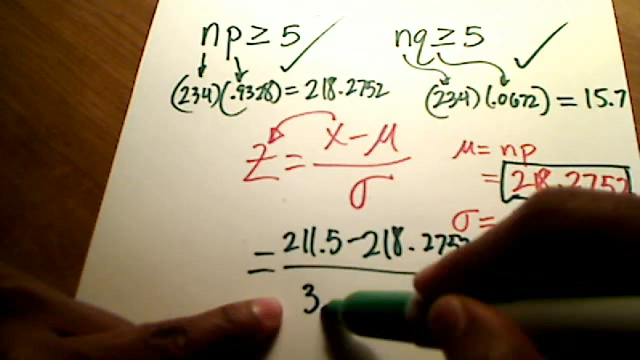 np ≥ 5 ✓ nq ≥ 5 ✓
(234)(.9328) = 218.2752 (234)(.0672) = 15.7
z = (x - μ)/σ
μ = np
= 218.2752
σ =
= 211.5 - 218.2752
3